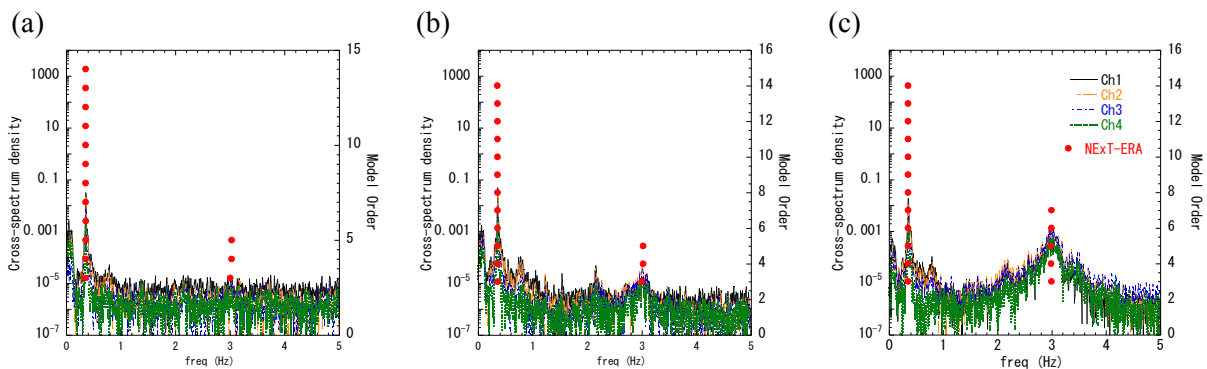 (a)
1000
10
0.1
0.001
10-5
10-7
Cross-spectrum density
0 1 2 3 4 5
freq (Hz)
15
10
5
0
Model Order
(b)
1000
10
0.1
0.001
10-5
10-7
Cross-spectrum density
0 1 2 3 4 5
freq (Hz)
16
14
12
10
8
6
4
2
0
Model Order
(c)
1000
10
0.1
0.001
10-5
10-7
Cross-spectrum density
Ch1
Ch2
Ch3
Ch4
NExT-ERA
0 1 2 3 4 5
freq (Hz)
16
14
12
10
8
6
4
2
0
Model Order